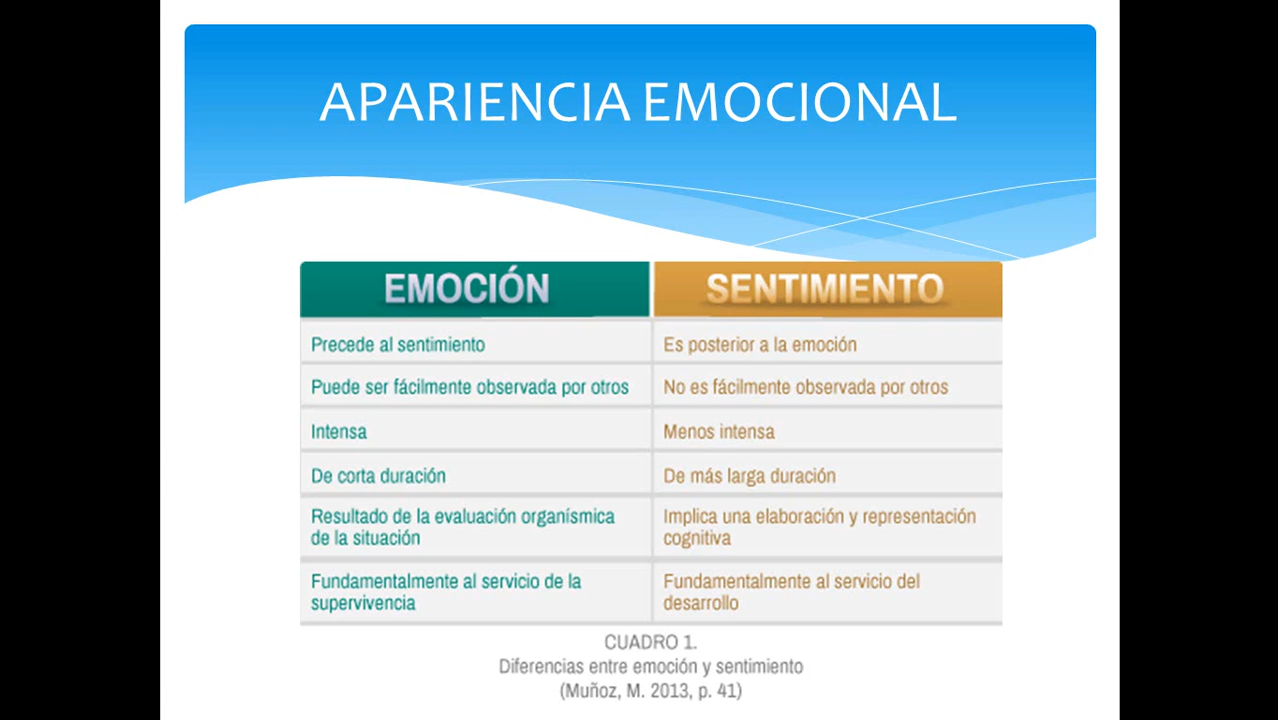 APARIENCIA EMOCIONAL
EMOCIÓN
SENTIMIENTO
Precede al sentimiento
Es posterior a la emoción
Puede ser fácilmente observada por otros
No es fácilmente observada por otros
Intensa
Menos intensa
De corta duración
De más larga duración
Resultado de la evaluación organísmica
de la situación
Implica una elaboración y representación
cognitiva
Fundamentalmente al servicio de la
supervivencia
Fundamentalmente al servicio del
desarrollo
CUADRO 1.
Diferencias entre emoción y sentimiento
(Muñoz, M. 2013, p. 41)